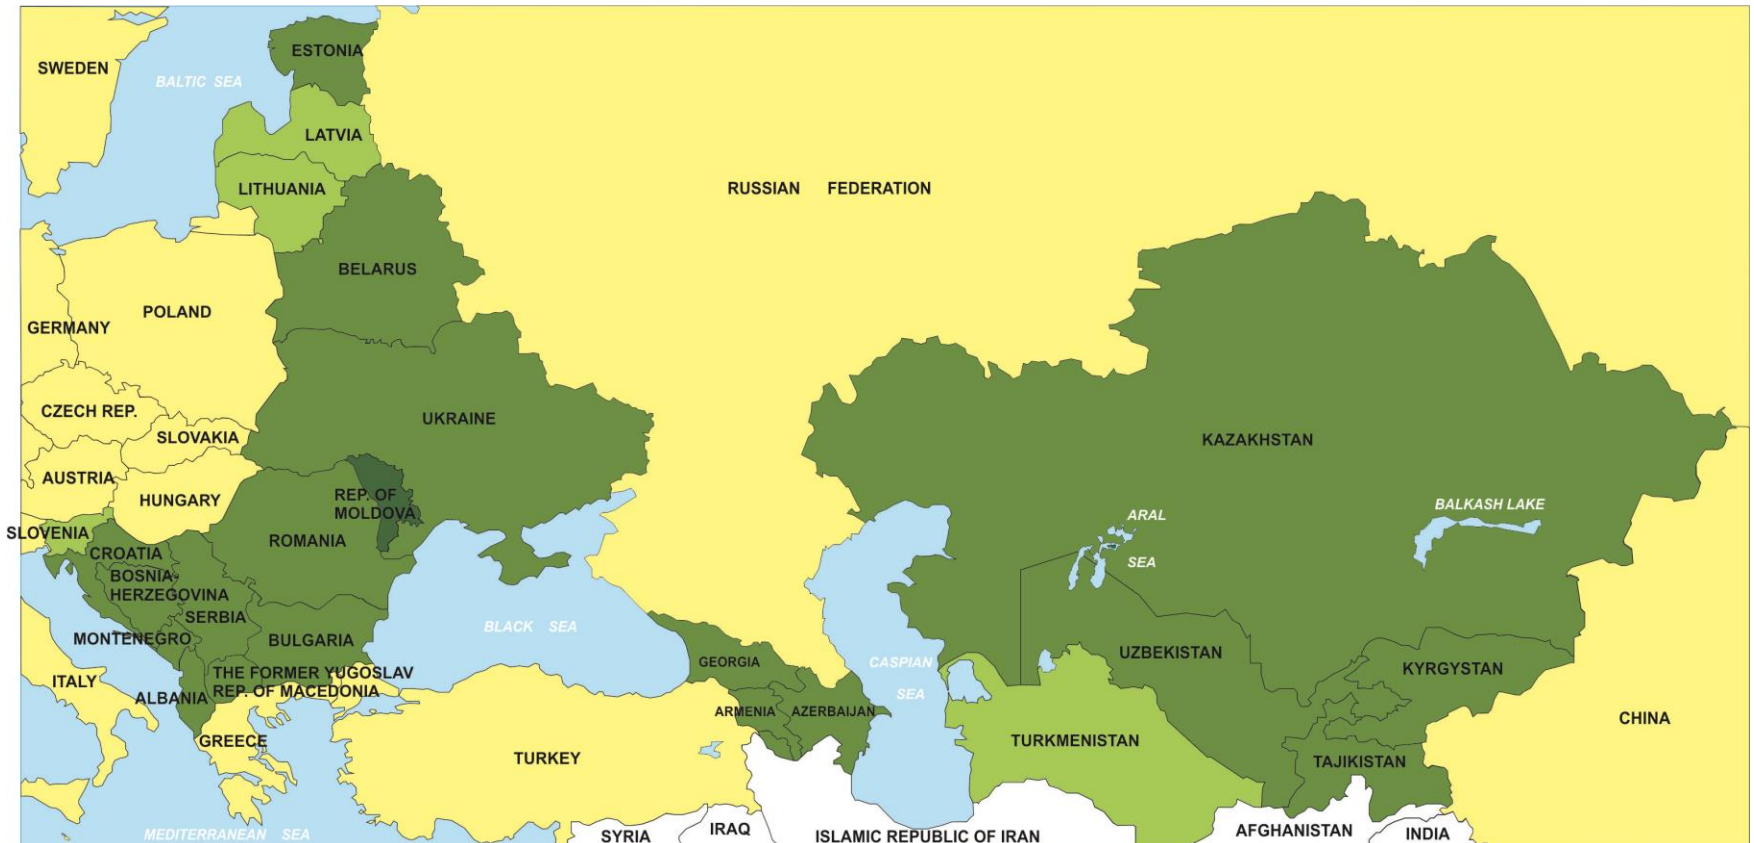 ESTONIA
SWEDEN
BALTIC SEA
LATVIA
LITHUANIA
RUSSIAN FEDERATION
BELARUS
POLAND
GERMANY
CZECH REP.
UKRAINE
SLOVAKIA
KAZAKHSTAN
AUSTRIA
HUNGARY
REP. OF
MOLDOVA
BALKASH LAKE
ARAL
SEA
SLOVENIA
ROMANIA
CROATIA
BOSNIA-
HERZEGOVINA
SERBIA
BLACK SEA
MONTENEGRO
BULGARIA
UZBEKISTAN
GEORGIA
CASPIAN
SEA
KYRGYSTAN
THE FORMER YUGOSLAV
REP. OF MACEDONIA
ITALY
ALBANIA
ARMENIA
AZERBAIJAN
CHINA
GREECE
TURKMENISTAN
TURKEY
TAJIKISTAN
MEDITERRANEAN SEA
SYRIA
IRAQ
ISLAMIC REPUBLIC OF IRAN
AFGHANISTAN
INDIA